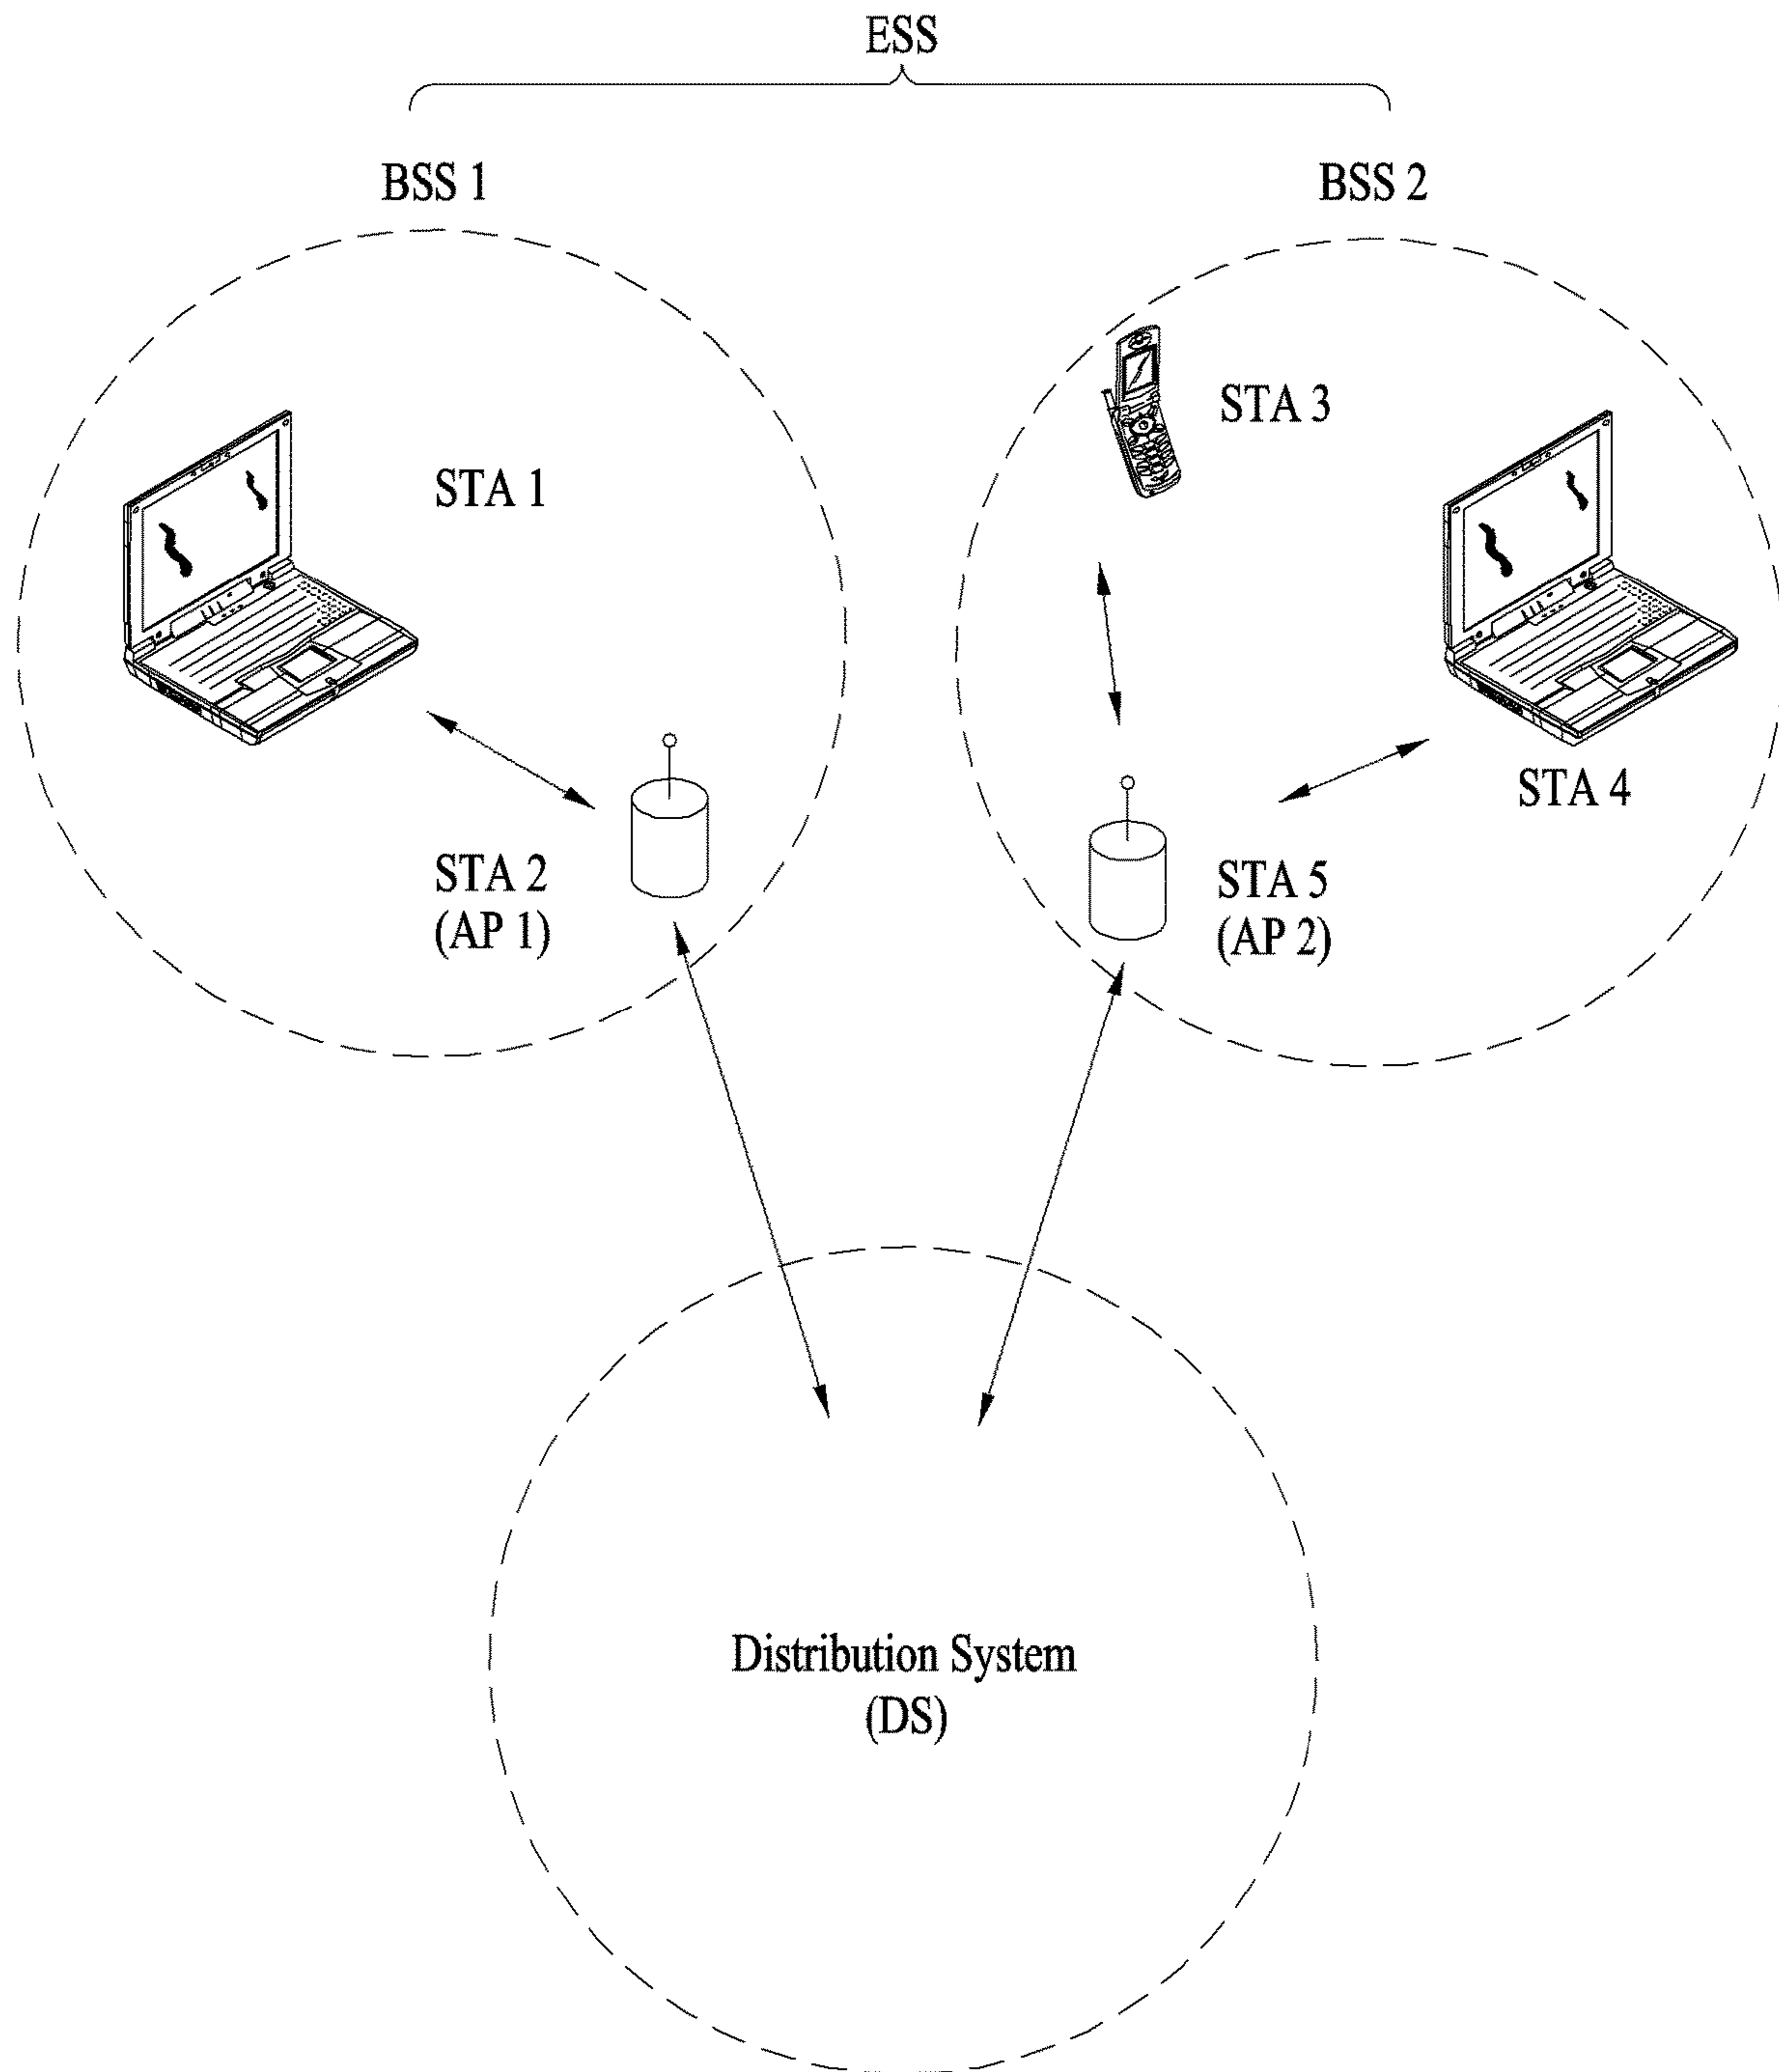 ESS
BSS 1
BSS 2
STA 3
STA 1
STA 4
STA 2
(AP 1)
STA 5
(AP 2)
Distribution System
(DS)